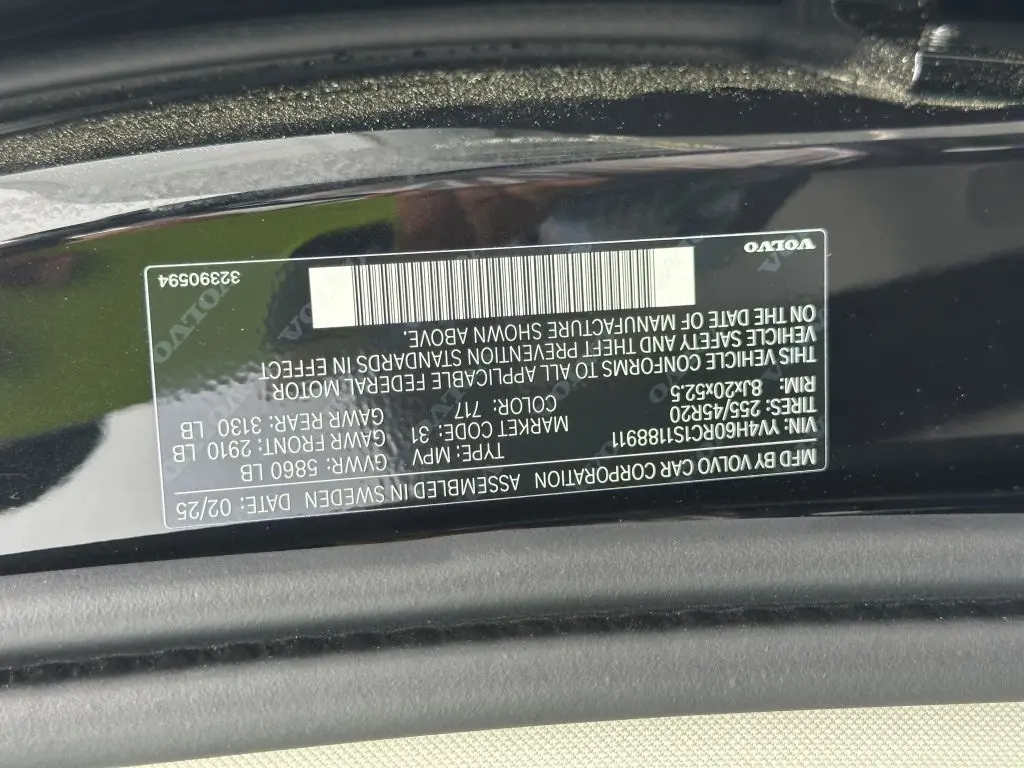 MFD BY VOLVO CAR CORPORATION ASSEMBLED IN SWEDEN DATE: 02/25
VIN: YV4H60RC1S1188911 TYPE: MPV GVWR: 5860 LB
TIRES: 255/45R20 MARKET CODE: 31 GAWR FRONT: 2910 LB
RIM: 8Jx20x52.5 COLOR: 717 GAWR REAR: 3130 LB
THIS VEHICLE CONFORMS TO ALL APPLICABLE FEDERAL MOTOR
VEHICLE SAFETY AND THEFT PREVENTION STANDARDS IN EFFECT
ON THE DATE OF MANUFACTURE SHOWN ABOVE.
VOLVO 32390594